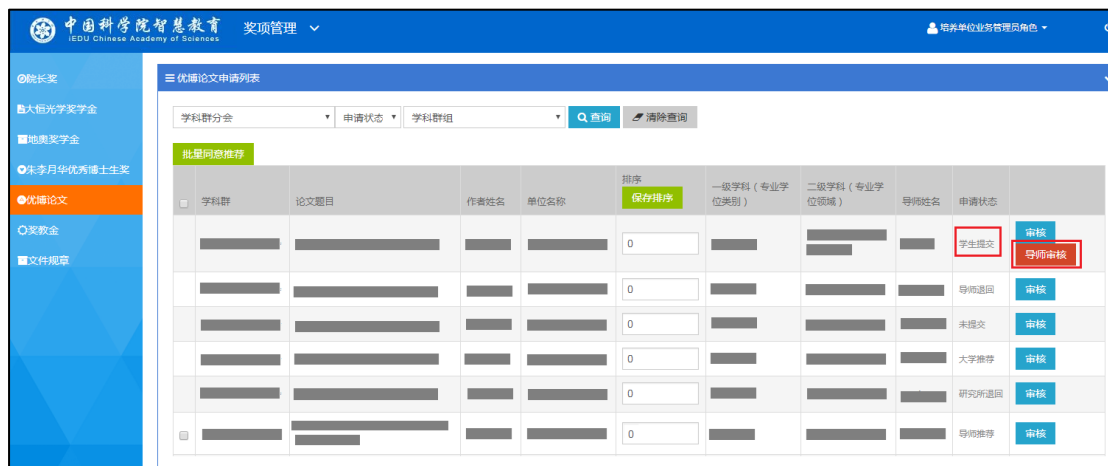 中国科学院智慧教育
iEDU Chinese Academy of Sciences
奖项管理
培养单位业务管理员角色
院长奖
大恒光学奖学金
地奥奖学金
朱李月华优秀博士生奖
优博论文
奖教金
文件规章
优博论文申请列表
学科群分会 申请状态 学科群组 查询 清除查询
批量同意推荐
学科群 论文题目 作者姓名 单位名称 排序 保存排序 一级学科（专业学位类别） 二级学科（专业学位领域） 导师姓名 申请状态
0 学生提交 审核 导师审核
0 导师退回 审核
0 未提交 审核
0 大学推荐 审核
0 研究所退回 审核
0 导师推荐 审核